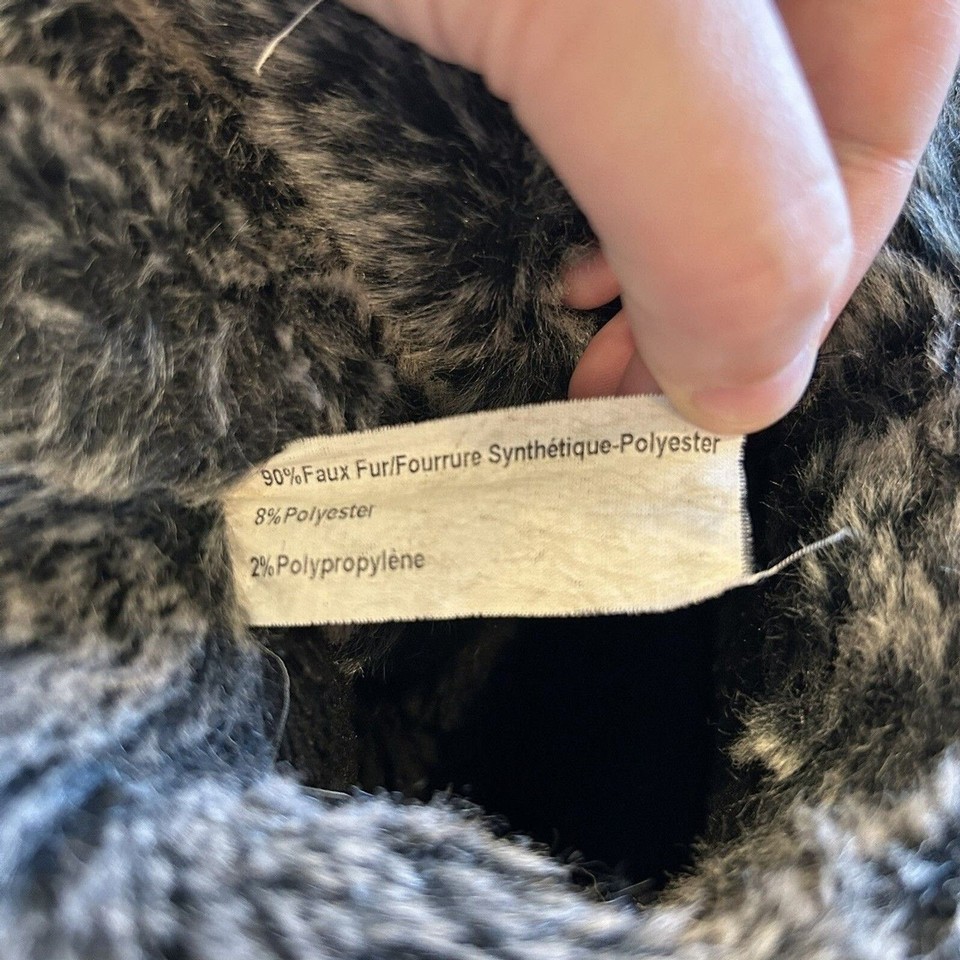 90%Faux Fur/Fourrure Synthétique-Polyester
8%Polyester
2%Polypropylène